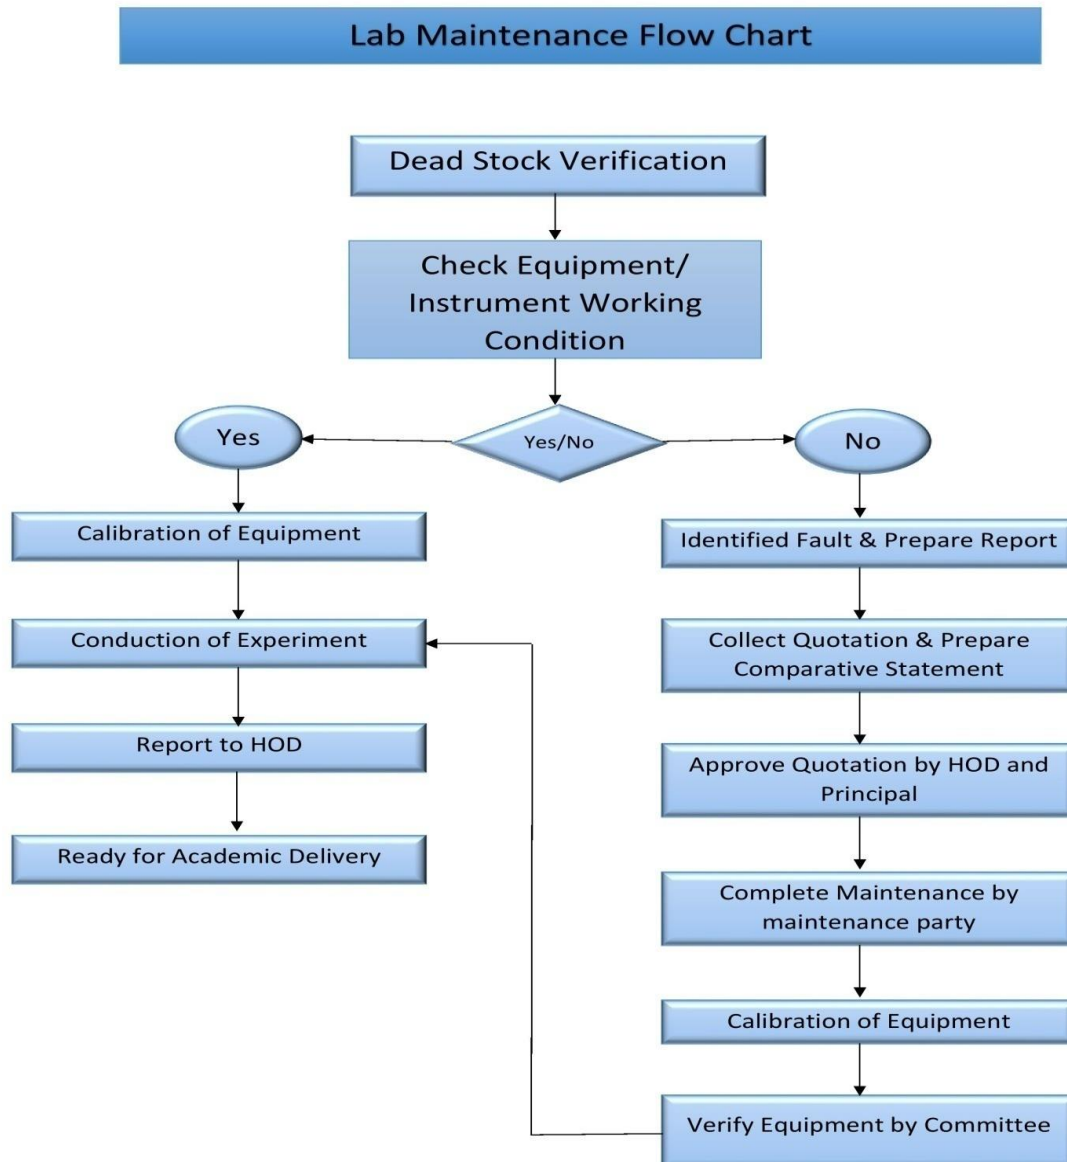 Lab Maintenance Flow Chart
Dead Stock Verification
Check Equipment/
Instrument Working
Condition
Yes
Yes/No
No
Calibration of Equipment
Conduction of Experiment
Report to HOD
Ready for Academic Delivery
Identified Fault & Prepare Report
Collect Quotation & Prepare
Comparative Statement
Approve Quotation by HOD and
Principal
Complete Maintenance by
maintenance party
Calibration of Equipment
Verify Equipment by Committee